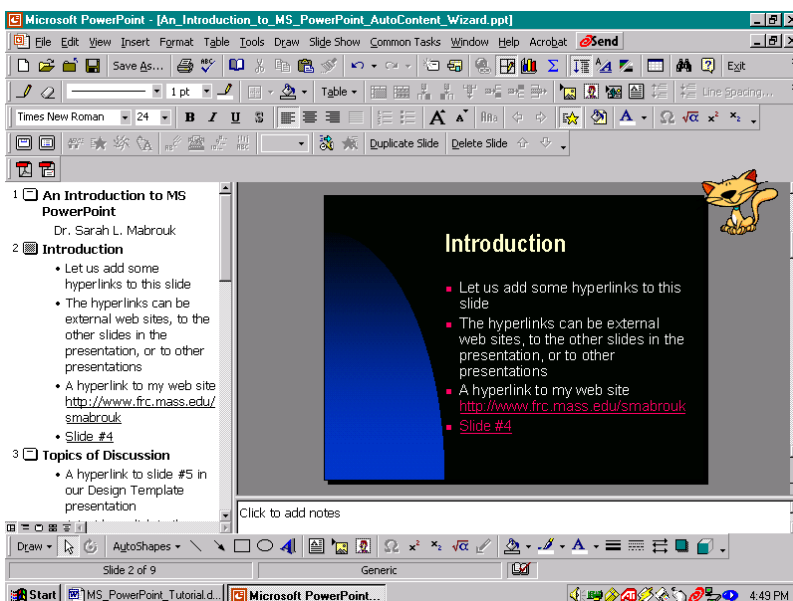 Microsoft PowerPoint - [An_Introduction_to_MS_PowerPoint_AutoContent_Wizard.ppt]
File Edit View Insert Format Table Tools Draw Slide Show Common Tasks Window Help Acrobat Send
Save As... Exit
1 pt Table Line Spacing...
Times New Roman 24 B I U S
Duplicate Slide Delete Slide
1 An Introduction to MS
PowerPoint
Dr. Sarah L. Mabrouk
2 Introduction
• Let us add some
hyperlinks to this slide
• The hyperlinks can be
external web sites, to the
other slides in the
presentation, or to other
presentations
• A hyperlink to my web site
http://www.frc.mass.edu/
smabrouk
• Slide #4
3 Topics of Discussion
• A hyperlink to slide #5 in
our Design Template
presentation
Introduction
Let us add some hyperlinks to this
slide
The hyperlinks can be external
web sites, to the other slides in the
presentation, or to other
presentations
A hyperlink to my web site
http://www.frc.mass.edu/smabrouk
Slide #4
Click to add notes
Draw AutoShapes
Slide 2 of 9 Generic
Start MS_PowerPoint_Tutorial.d... Microsoft PowerPoint... 4:49 PM